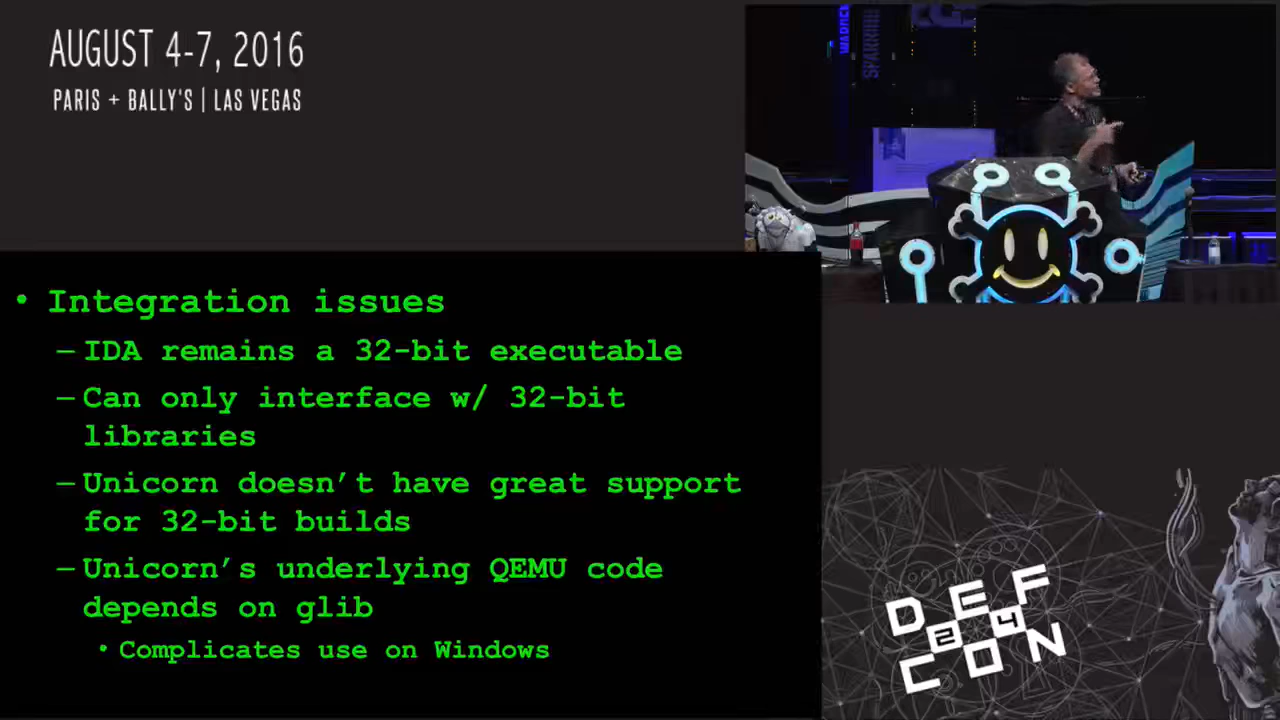 AUGUST 4-7, 2016
PARIS + BALLY'S | LAS VEGAS
• Integration issues
– IDA remains a 32-bit executable
– Can only interface w/ 32-bit
libraries
– Unicorn doesn't have great support
for 32-bit builds
– Unicorn's underlying QEMU code
depends on glib
• Complicates use on Windows
DEF
24
CON